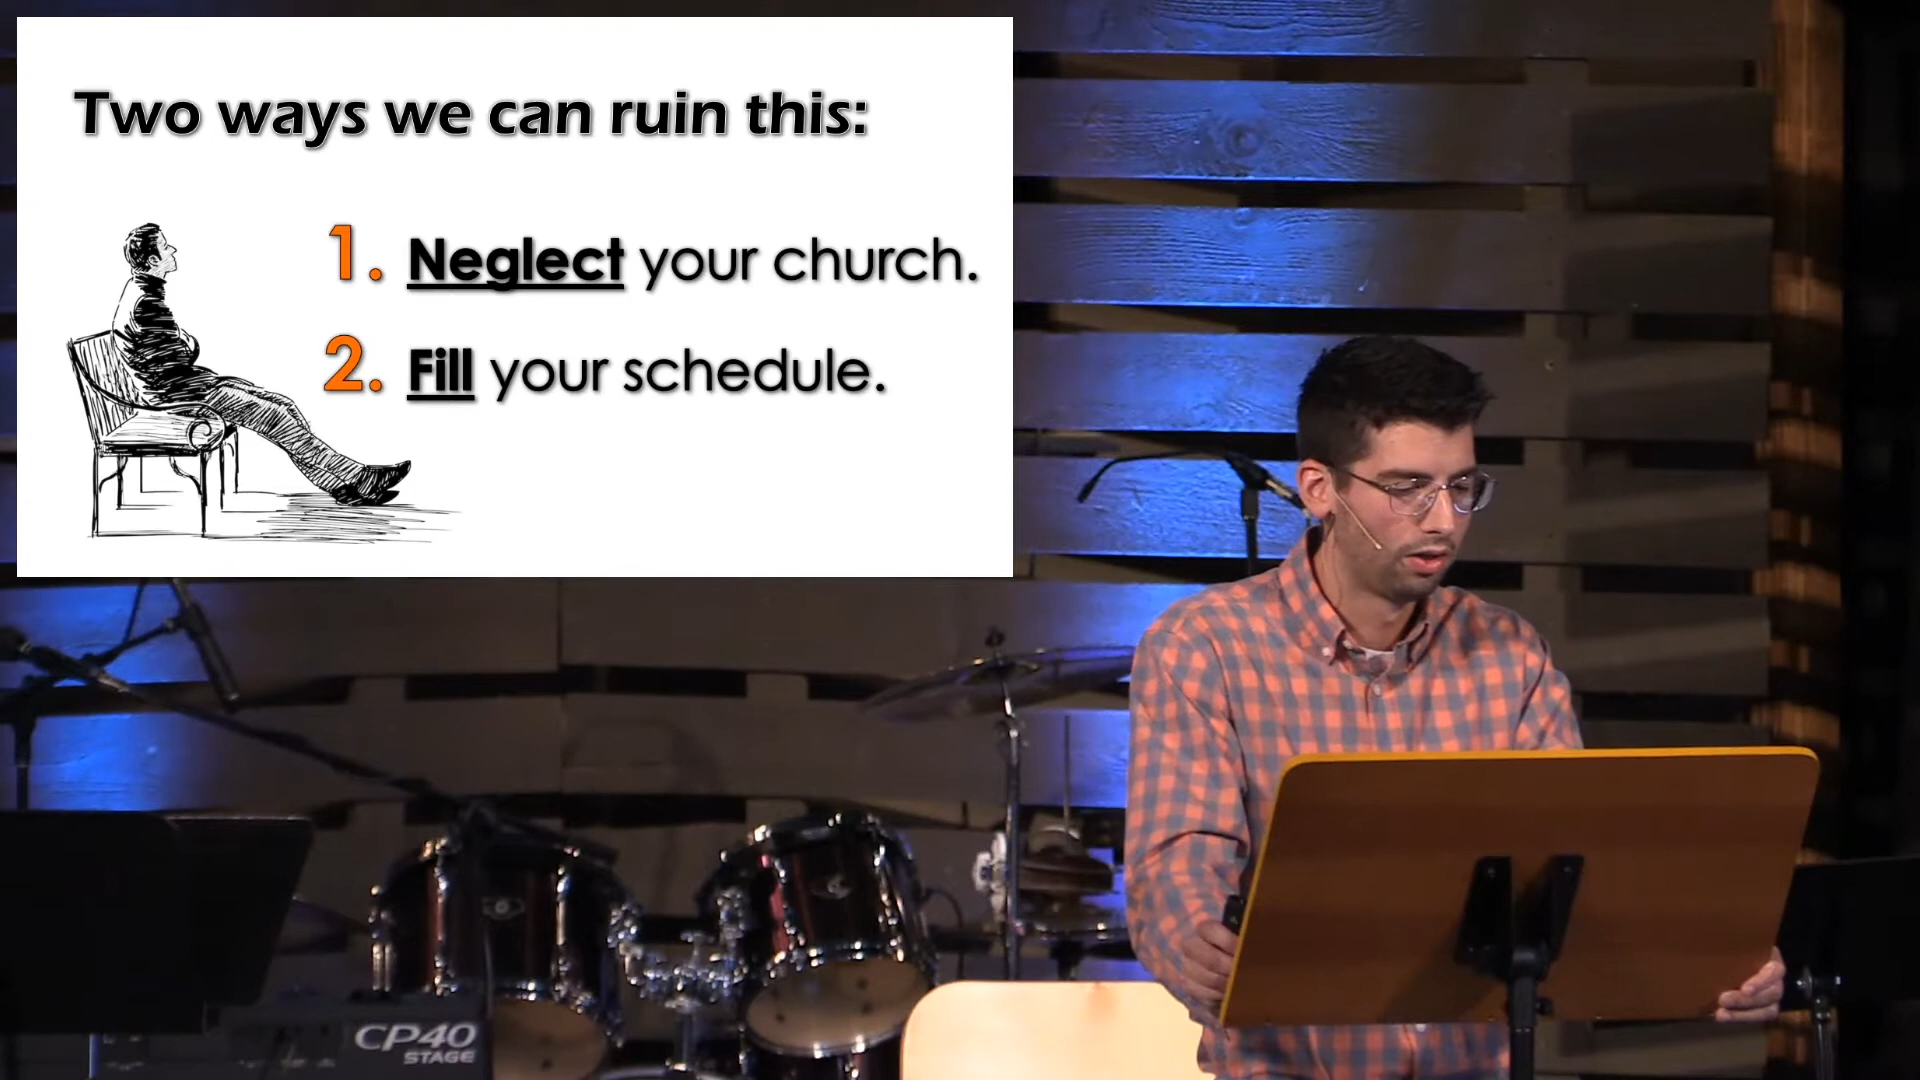 Two ways we can ruin this:
1. Neglect your church.
2. Fill your schedule.
CP40
STAGE